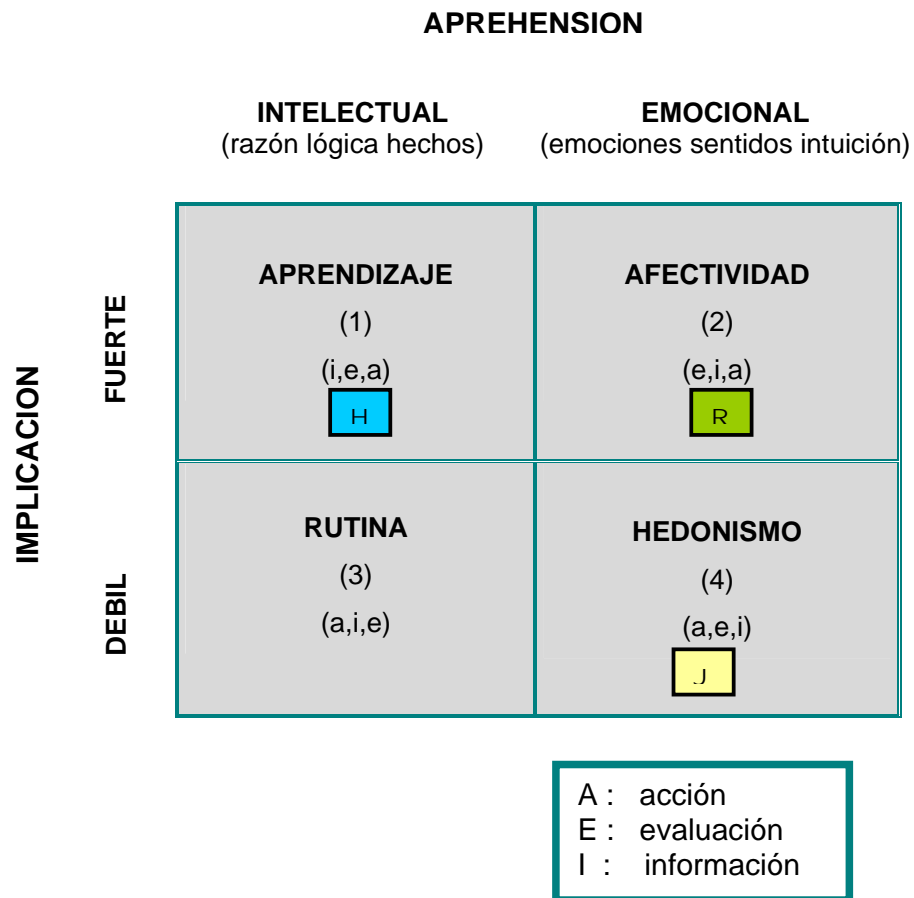 APREHENSION
INTELECTUAL
(razón lógica hechos)
EMOCIONAL
(emociones sentidos intuición)
IMPLICACION
FUERTE
APRENDIZAJE
(1)
(i,e,a)
H
AFECTIVIDAD
(2)
(e,i,a)
R
DEBIL
RUTINA
(3)
(a,i,e)
HEDONISMO
(4)
(a,e,i)
J
A : acción
E : evaluación
I : información